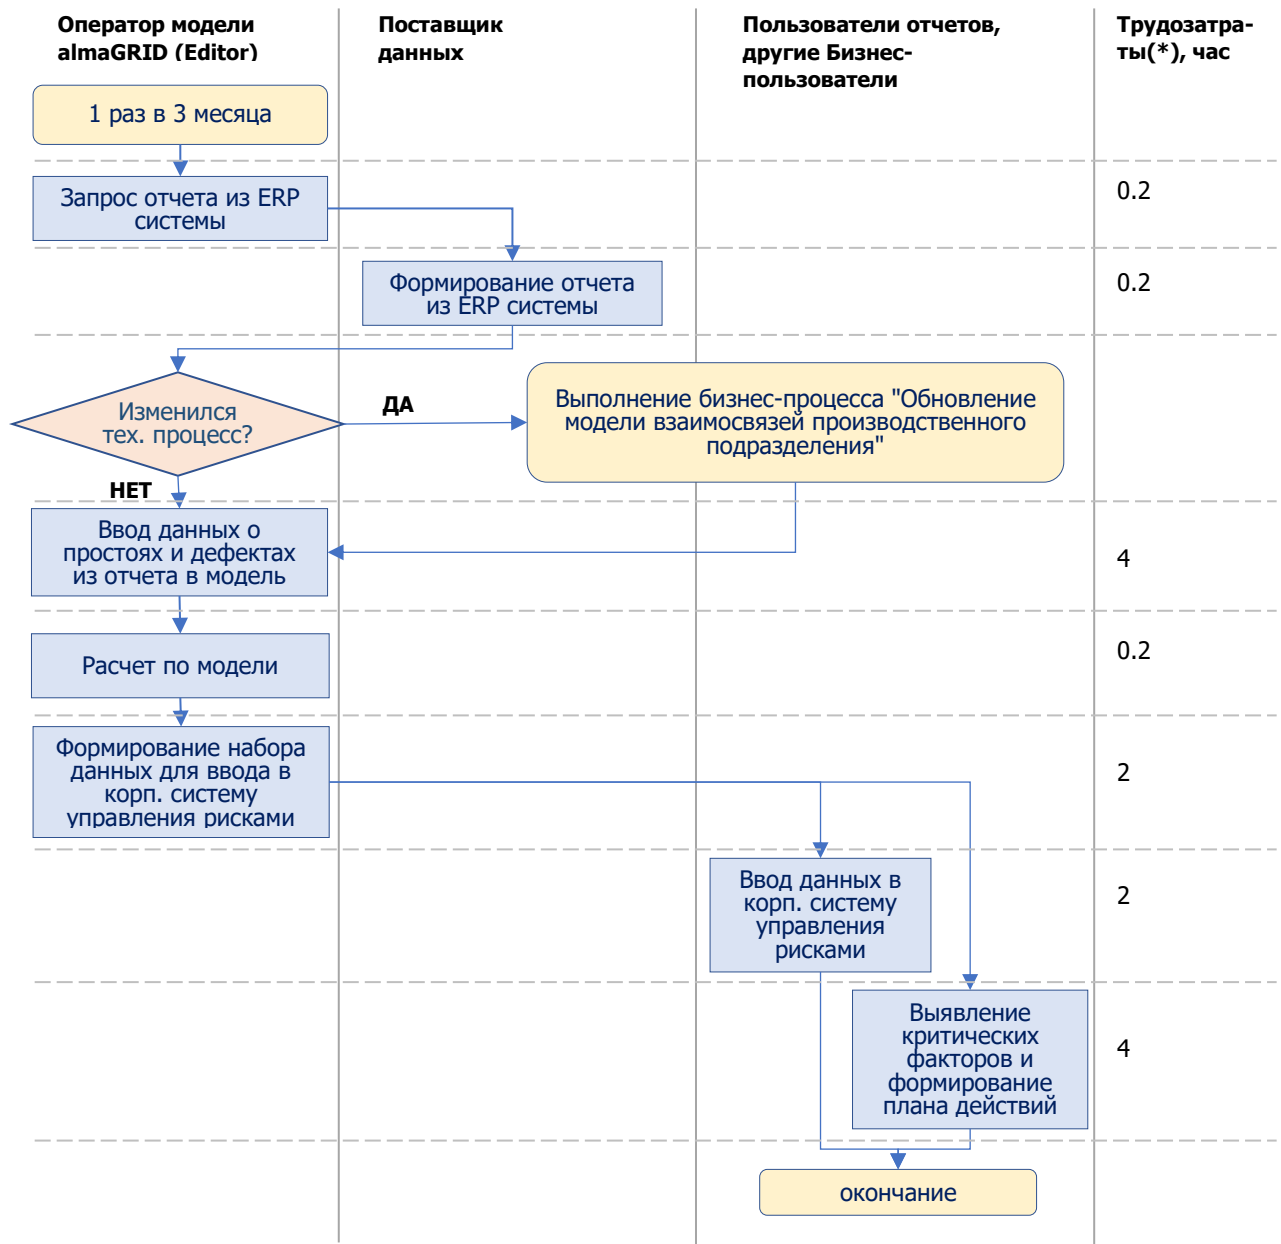 Оператор модели
almaGRID (Editor)
Поставщик
данных
Пользователи отчетов,
другие Бизнес-
пользователи
Трудозатра-
ты(*), час
1 раз в 3 месяца
Запрос отчета из ERP
системы
0.2
Формирование отчета
из ERP системы
0.2
Изменился
тех. процесс?
ДА
Выполнение бизнес-процесса "Обновление
модели взаимосвязей производственного
подразделения"
НЕТ
Ввод данных о
простоях и дефектах
из отчета в модель
4
Расчет по модели
0.2
Формирование набора
данных для ввода в
корп. систему
управления рисками
2
Ввод данных в
корп. систему
управления
рисками
2
Выявление
критических
факторов и
формирование
плана действий
4
окончание